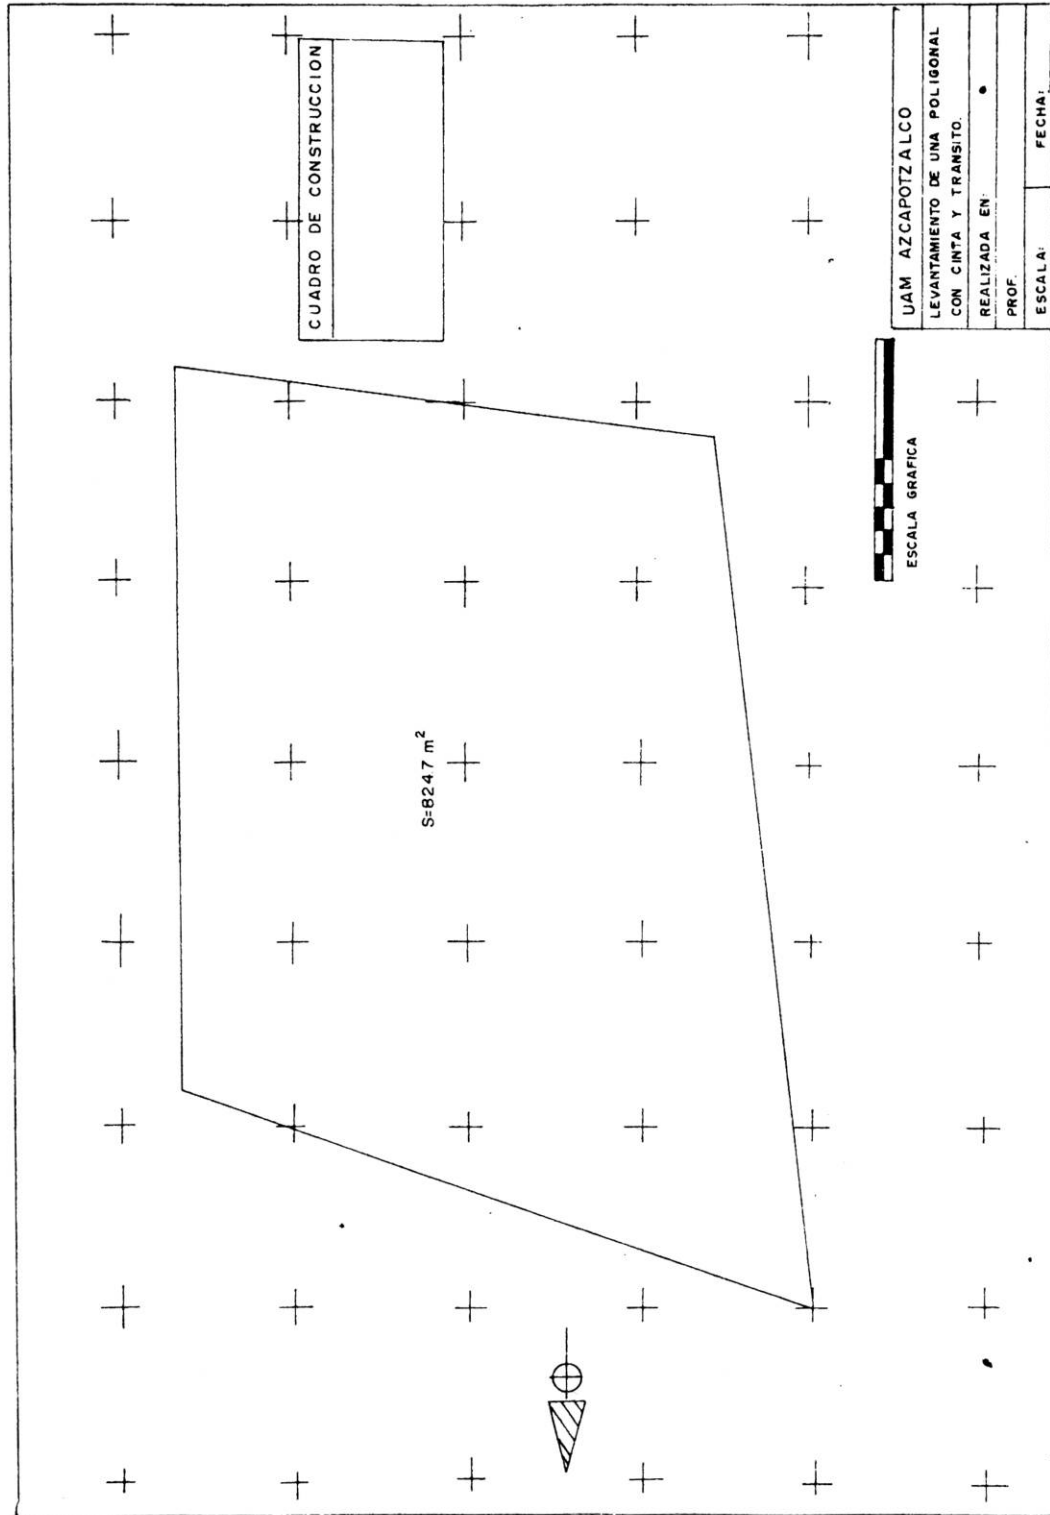 CUADRO DE CONSTRUCCION
S=8247 m²
ESCALA GRAFICA
UAM AZCAPOTZALCO
LEVANTAMIENTO DE UNA POLIGONAL
CON CINTA Y TRANSITO.
REALIZADA EN:
PROF.
ESCALA:
FECHA: